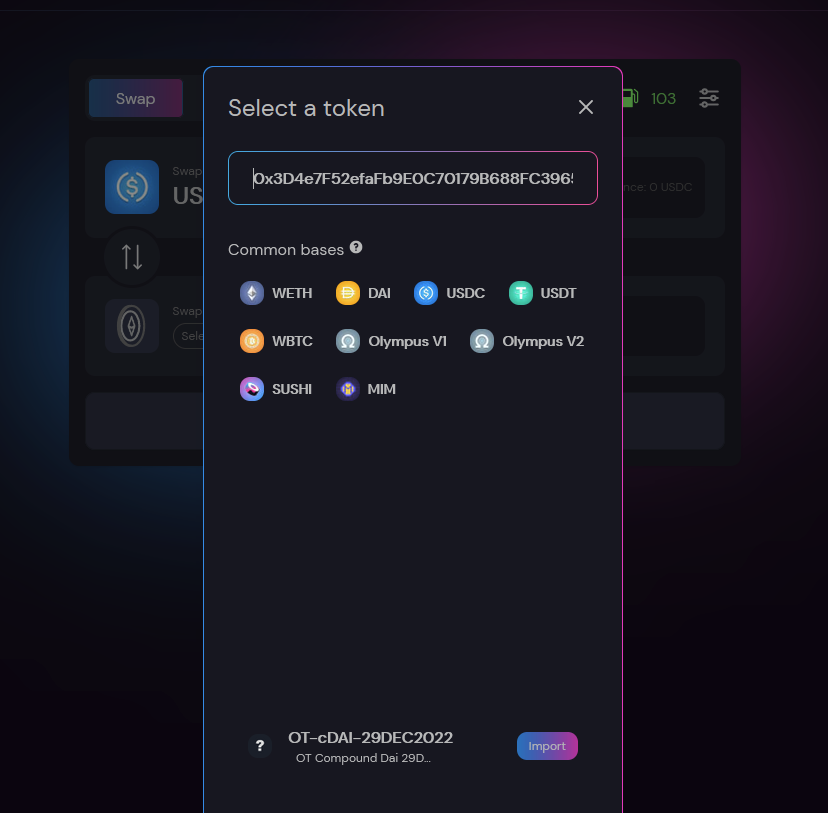 Select a token
Swap
103
0x3D4e7F52efaFb9E0C70179B688FC396
Swap
US
nce: 0 USDC
Common bases ?
WETH DAI USDC USDT
Swap
Sele
WBTC Olympus V1 Olympus V2
SUSHI MIM
? OT-cDAI-29DEC2022 Import
OT Compound Dai 29D...